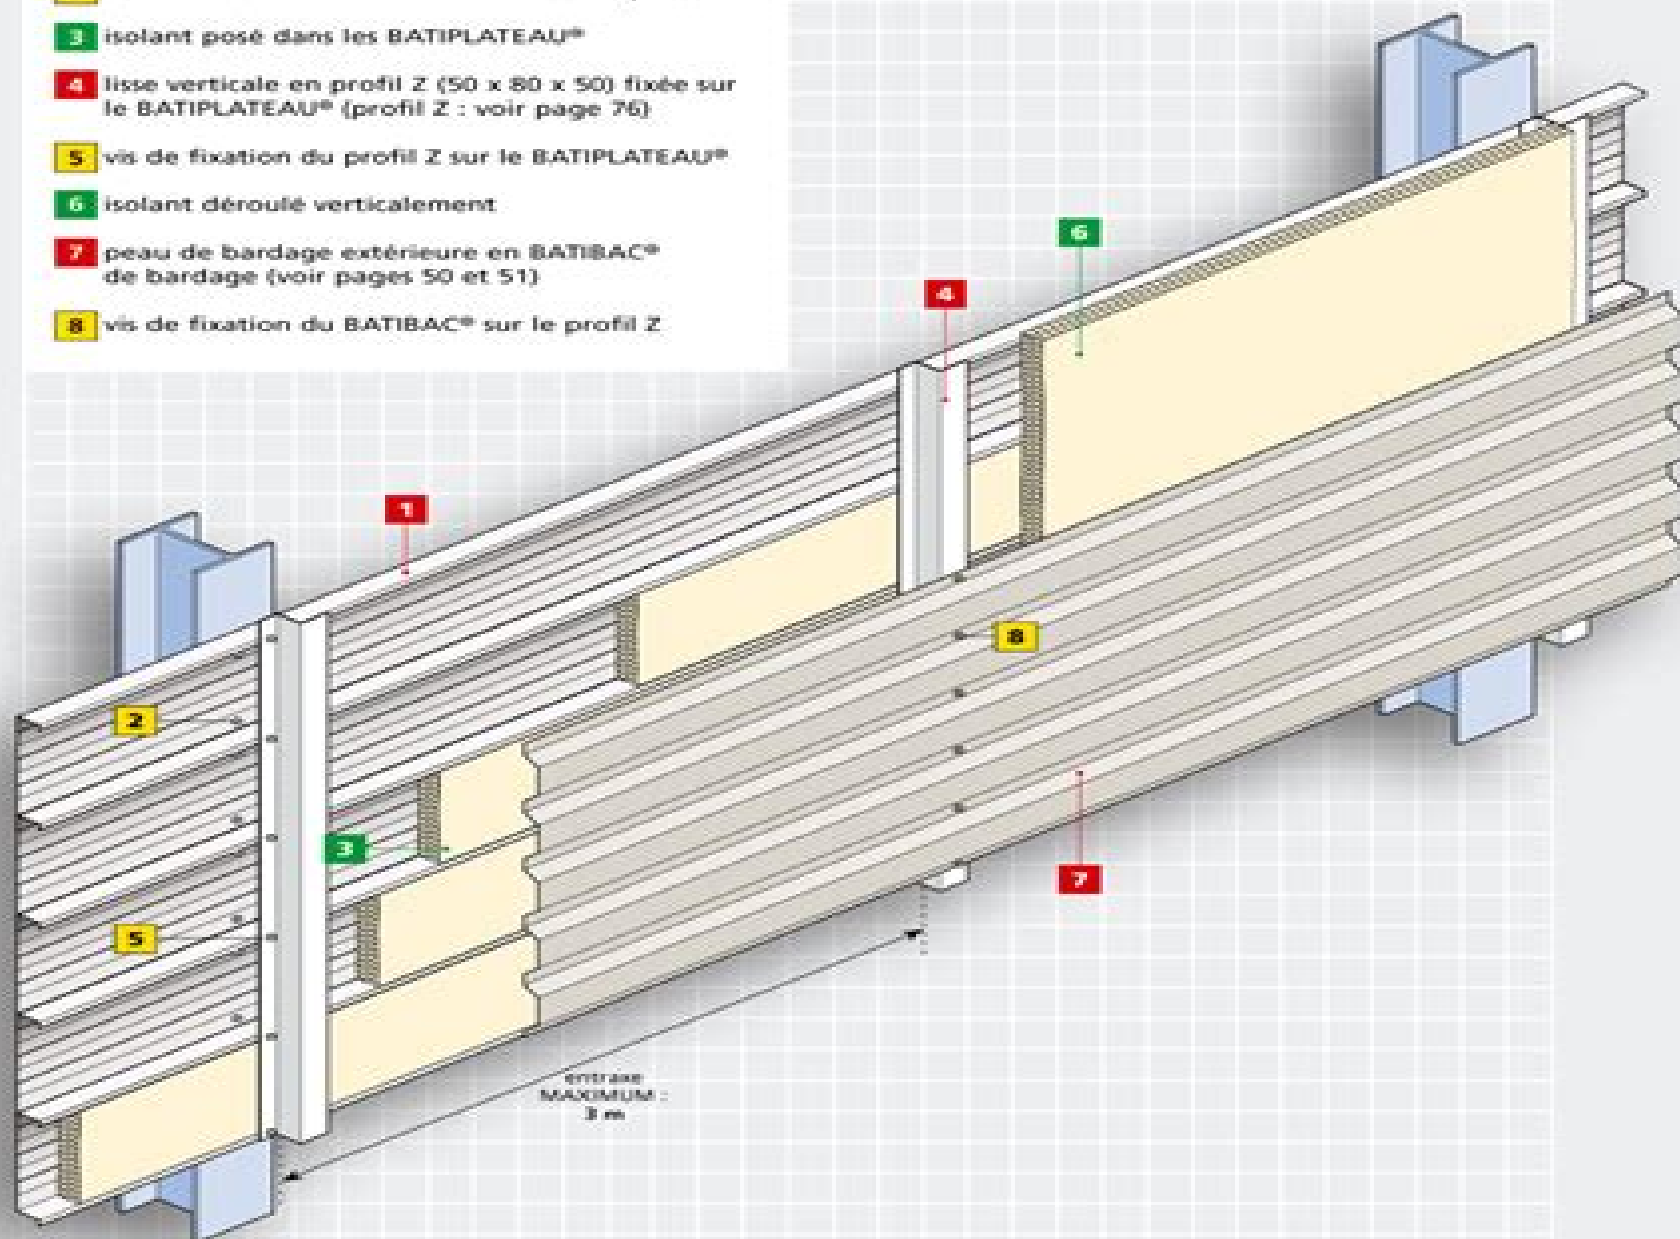 3 isolant posé dans les BATIPLATEAU®
4 lisse verticale en profil Z (50 x 80 x 50) fixée sur
le BATIPLATEAU® (profil Z : voir page 76)
5 vis de fixation du profil Z sur le BATIPLATEAU®
6 isolant déroulé verticalement
7 peau de bardage extérieure en BATIBAC®
de bardage (voir pages 50 et 51)
8 vis de fixation du BATIBAC® sur le profil Z
6
4
1
8
2
3
7
5
entraxe
MAXIMUM :
3 m